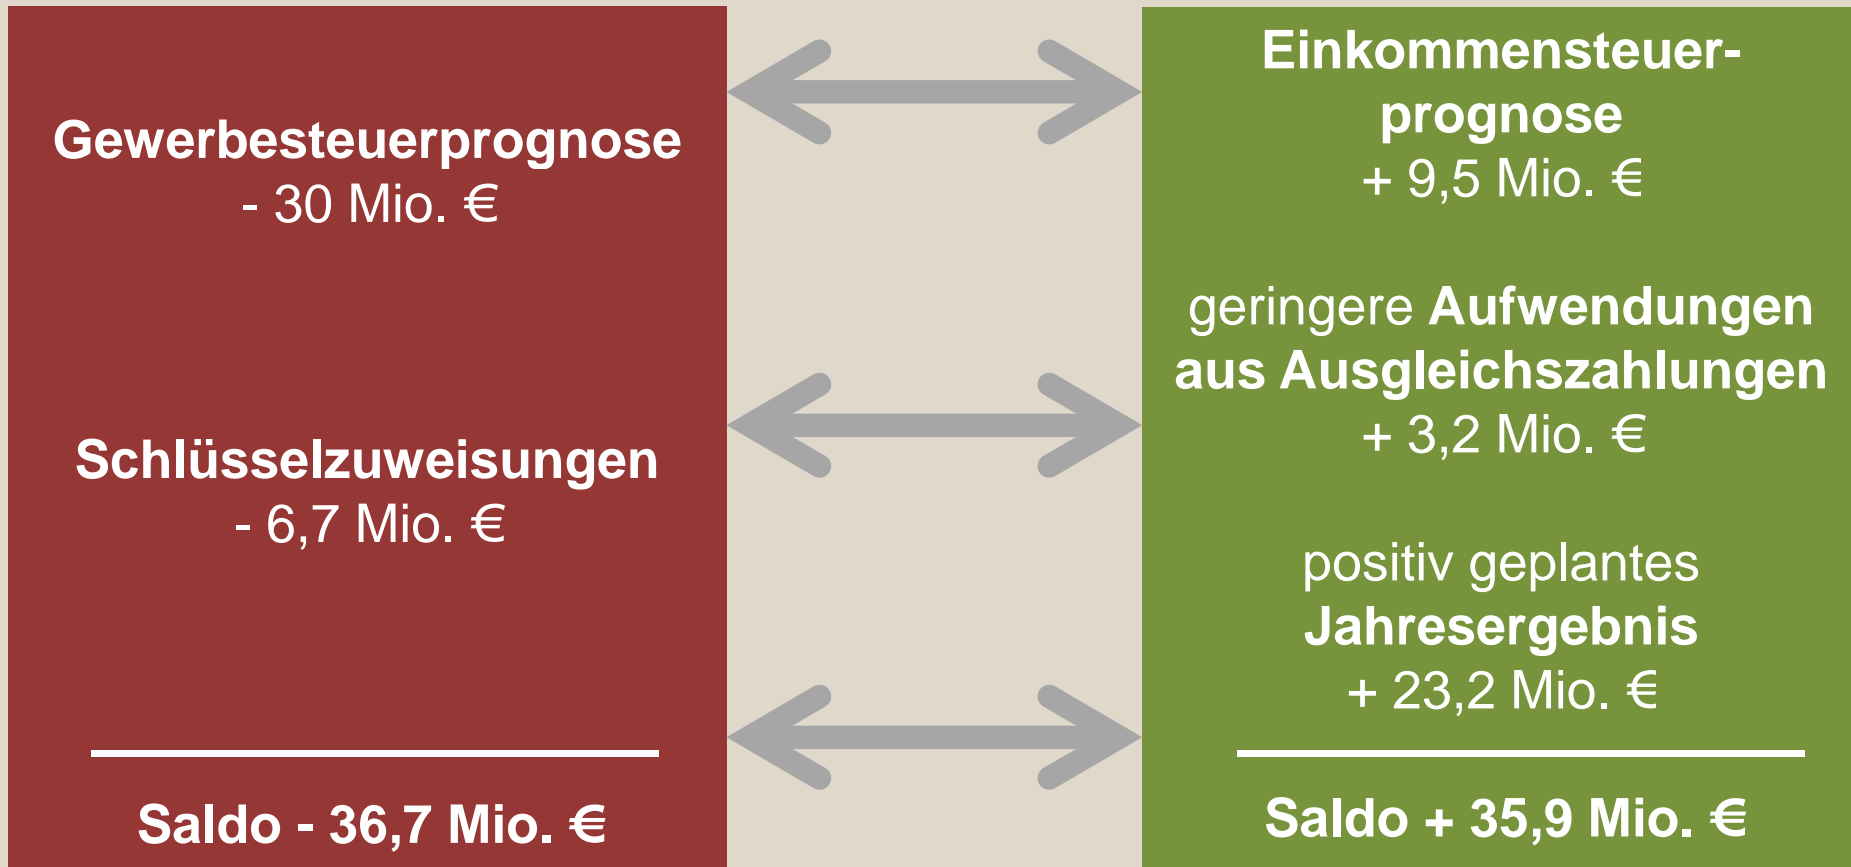 Gewerbesteuerprognose
- 30 Mio. €
Schlüsselzuweisungen
- 6,7 Mio. €
Saldo - 36,7 Mio. €
Einkommensteuer-
prognose
+ 9,5 Mio. €
geringere Aufwendungen
aus Ausgleichszahlungen
+ 3,2 Mio. €
positiv geplantes
Jahresergebnis
+ 23,2 Mio. €
Saldo + 35,9 Mio. €